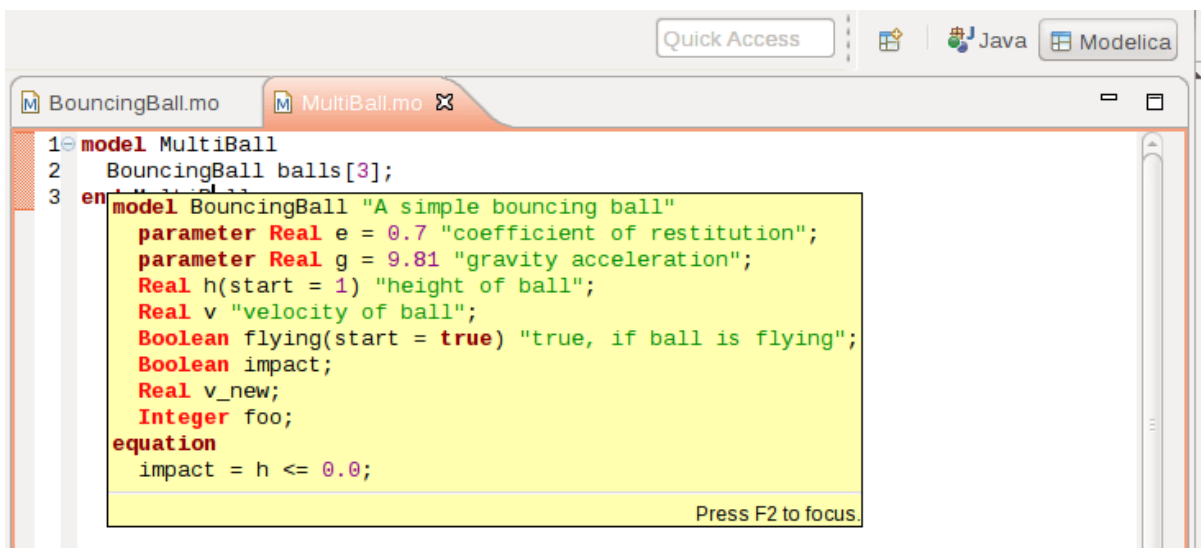 Quick Access
Java
Modelica
BouncingBall.mo
MultiBall.mo
1 model MultiBall
2 BouncingBall balls[3];
3 en
model BouncingBall "A simple bouncing ball"
parameter Real e = 0.7 "coefficient of restitution";
parameter Real g = 9.81 "gravity acceleration";
Real h(start = 1) "height of ball";
Real v "velocity of ball";
Boolean flying(start = true) "true, if ball is flying";
Boolean impact;
Real v_new;
Integer foo;
equation
impact = h <= 0.0;
Press F2 to focus.